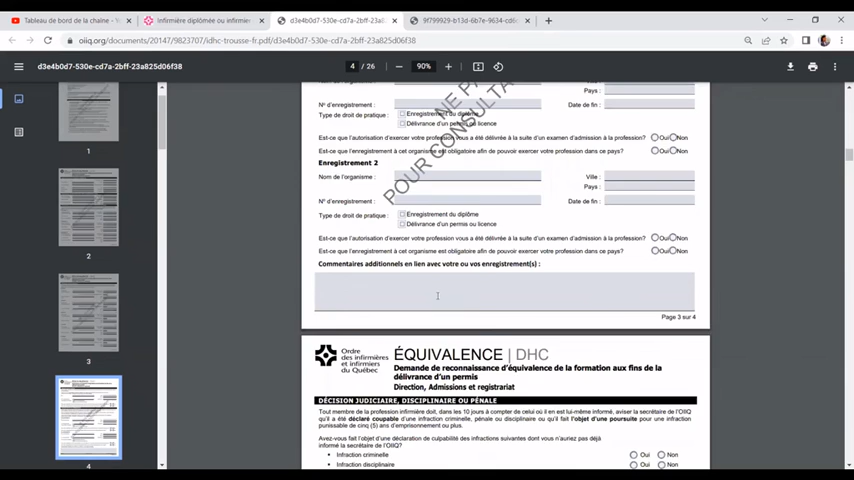 Tableau de bord de la chaîne -
Infirmière diplômée ou infirmier
d3e4b0d7-530e-cd7a-2bff-a3a8
9f799929-b13d-6b7e-9634-cd6
oiiq.org/documents/20147/9823707/idhc-trousse-fr.pdf/d3e4b0d7-530e-cd7a-2bff-23a825d06f38
d3e4b0d7-530e-cd7a-2bff-23a825d06f38
4 / 26
90%
1
2
3
4
POUR CONSULTA
NE PA
Pays :
N° d'enregistrement :
Date de fin :
Type de droit de pratique :
Enregistrement du diplôme
Délivrance d'un permis ou licence
Est-ce que l'autorisation d'exercer votre profession vous a été délivrée à la suite d'un examen d'admission à la profession? Oui Non
Est-ce que l'enregistrement à cet organisme est obligatoire afin de pouvoir exercer votre profession dans ce pays? Oui Non
Enregistrement 2
Nom de l'organisme :
Ville :
Pays :
N° d'enregistrement :
Date de fin :
Type de droit de pratique :
Enregistrement du diplôme
Délivrance d'un permis ou licence
Est-ce que l'autorisation d'exercer votre profession vous a été délivrée à la suite d'un examen d'admission à la profession? Oui Non
Est-ce que l'enregistrement à cet organisme est obligatoire afin de pouvoir exercer votre profession dans ce pays? Oui Non
Commentaires additionnels en lien avec votre ou vos enregistrement(s) :
Page 3 sur 4
Ordre
des infirmières
et infirmiers
du Québec
ÉQUIVALENCE | DHC
Demande de reconnaissance d'équivalence de la formation aux fins de la
délivrance d'un permis
Direction, Admissions et registrariat
DÉCISION JUDICIAIRE, DISCIPLINAIRE OU PÉNALE
Tout membre de la profession infirmière doit, dans les 10 jours à compter de celui où il en est lui-même informé, aviser la secrétaire de l'OIIQ
qu'il a été déclaré coupable d'une infraction criminelle, pénale ou disciplinaire ou qu'il fait l'objet d'un poursuite pour une infraction
punissable de cinq (5) ans d'emprisonnement ou plus.
Avez-vous fait l'objet d'une déclaration de culpabilité des infractions suivantes dont vous n'auriez pas déjà
informé la secrétaire de l'OIIQ?
• Infraction criminelle Oui Non
• Infraction disciplinaire Oui Non